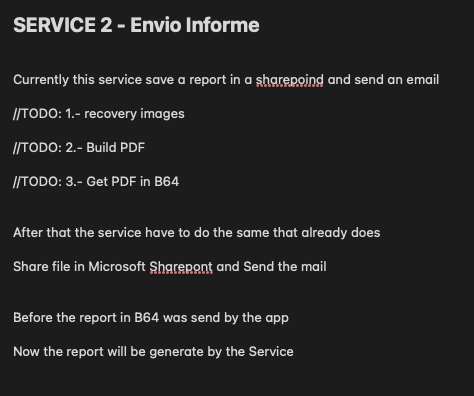 SERVICE 2 - Envio Informe
Currently this service save a report in a sharepoind and send an email
//TODO: 1.- recovery images
//TODO: 2.- Build PDF
//TODO: 3.- Get PDF in B64
After that the service have to do the same that already does
Share file in Microsoft Sharepont and Send the mail
Before the report in B64 was send by the app
Now the report will be generate by the Service